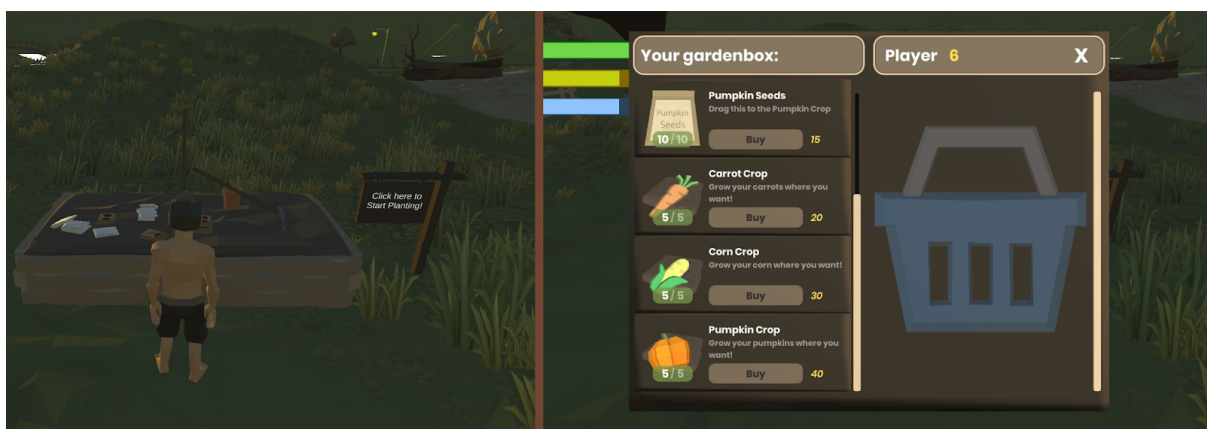 Click here to
Start Planting!
Your gardenbox:
Player 6
X
Pumpkin
Seeds
10/10
Pumpkin Seeds
Drag this to the Pumpkin Crop
Buy 15
Carrot Crop
Grow your carrots where you
want!
5/5
Buy 20
Corn Crop
Grow your corn where you want!
5/5
Buy 30
Pumpkin Crop
Grow your pumpkins where you
want!
5/5
Buy 40